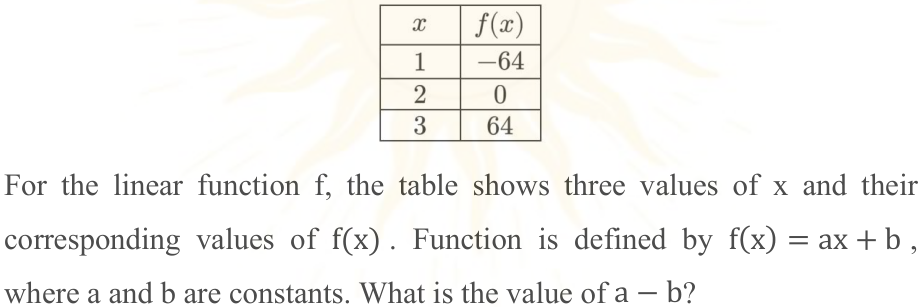 x f(x)
1 −64
2 0
3 64
For the linear function f, the table shows three values of x and their
corresponding values of f(x) . Function is defined by f(x) = ax + b ,
where a and b are constants. What is the value of a − b?